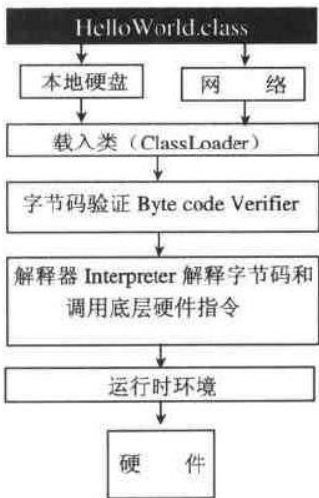 HelloWorld.class
本地硬盘
网 络
载入类（ClassLoader）
字节码验证 Byte code Verifier
解释器 Interpreter 解释字节码和
调用底层硬件指令
运行时环境
硬 件